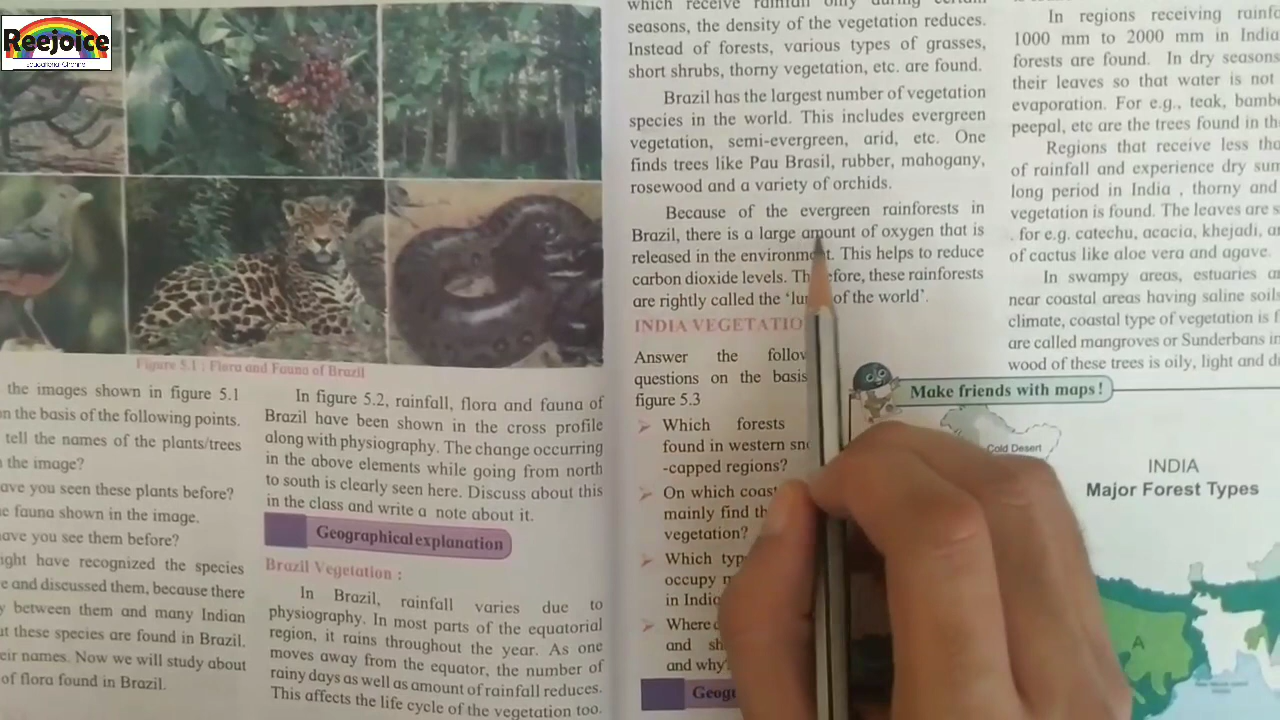 Reejoice
Educational Channel
Figure 5.1 : Flora and Fauna of Brazil
the images shown in figure 5.1
on the basis of the following points.
tell the names of the plants/trees
the image?
have you seen these plants before?
fauna shown in the image.
have you see them before?
might have recognized the species
and discussed them, because there
between them and many Indian
these species are found in Brazil.
their names. Now we will study about
of flora found in Brazil.
In figure 5.2, rainfall, flora and fauna of
Brazil have been shown in the cross profile
along with physiography. The change occurring
in the above elements while going from north
to south is clearly seen here. Discuss about this
in the class and write a note about it.
Geographical explanation
Brazil Vegetation :
In Brazil, rainfall varies due to
physiography. In most parts of the equatorial
region, it rains throughout the year. As one
moves away from the equator, the number of
rainy days as well as amount of rainfall reduces.
This affects the life cycle of the vegetation too.
which receive rainfall only during certain
seasons, the density of the vegetation reduces.
Instead of forests, various types of grasses,
short shrubs, thorny vegetation, etc. are found.
Brazil has the largest number of vegetation
species in the world. This includes evergreen
vegetation, semi-evergreen, arid, etc. One
finds trees like Pau Brasil, rubber, mahogany,
rosewood and a variety of orchids.
Because of the evergreen rainforests in
Brazil, there is a large amount of oxygen that is
released in the environment. This helps to reduce
carbon dioxide levels. Therefore, these rainforests
are rightly called the ‘lu of the world’.
INDIA VEGETATIO
Answer the follow
questions on the basis
figure 5.3
➢ Which forests
found in western sno
-capped regions?
➢ On which coast
mainly find th
vegetation?
➢ Which typ
occupy m
in India
➢ Where
and sh
and why?
Geog
In regions receiving rainfa
1000 mm to 2000 mm in India
forests are found. In dry seasons
their leaves so that water is not
evaporation. For e.g., teak, bamb
peepal, etc are the trees found in th
Regions that receive less tha
of rainfall and experience dry sum
long period in India , thorny and
vegetation is found. The leaves are s
. for e.g. catechu, acacia, khejadi, an
of cactus like aloe vera and agave.
In swampy areas, estuaries an
near coastal areas having saline soils
climate, coastal type of vegetation is f
are called mangroves or Sunderbans in
wood of these trees is oily, light and du
Make friends with maps !
Cold Desert
INDIA
Major Forest Types
A